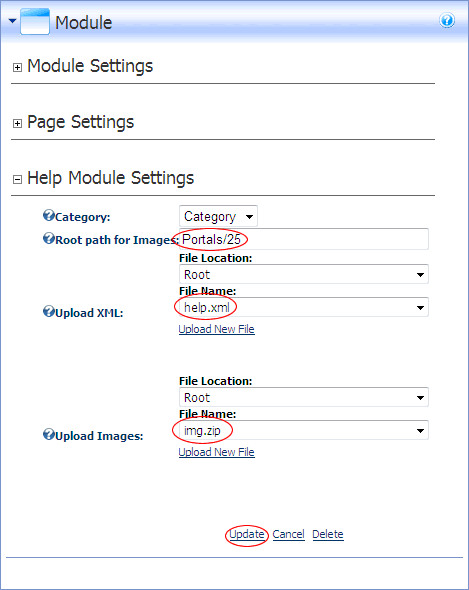 Module
Module Settings
Page Settings
Help Module Settings
Category: Category
Root path for Images: Portals/25
File Location:
Root
File Name:
Upload XML: help.xml
Upload New File
File Location:
Root
File Name:
Upload Images: img.zip
Upload New File
Update Cancel Delete